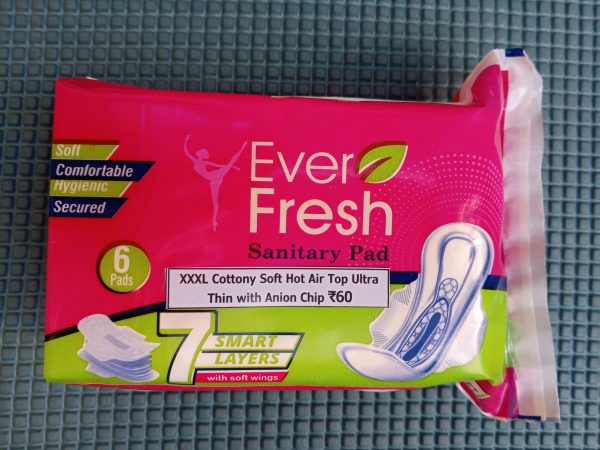 Soft
Comfortable
Hygienic
Secured
Ever
Fresh
Sanitary Pad
6
Pads
XXXL Cottony Soft Hot Air Top Ultra
Thin with Anion Chip ₹60
7 SMART
LAYERS
with soft wings